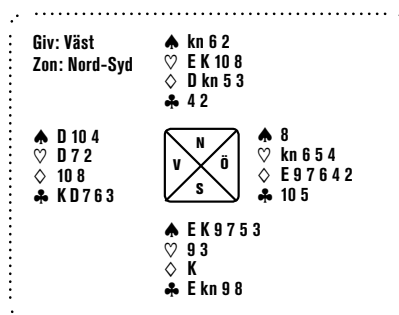 Giv: Väst
Zon: Nord-Syd
♠ kn 6 2
♡ E K 10 8
♢ D kn 5 3
♣ 4 2
♠ D 10 4
♡ D 7 2
♢ 10 8
♣ K D 7 6 3
N
V Ö
S
♠ 8
♡ kn 6 5 4
♢ E 9 7 6 4 2
♣ 10 5
♠ E K 9 7 5 3
♡ 9 3
♢ K
♣ E kn 9 8